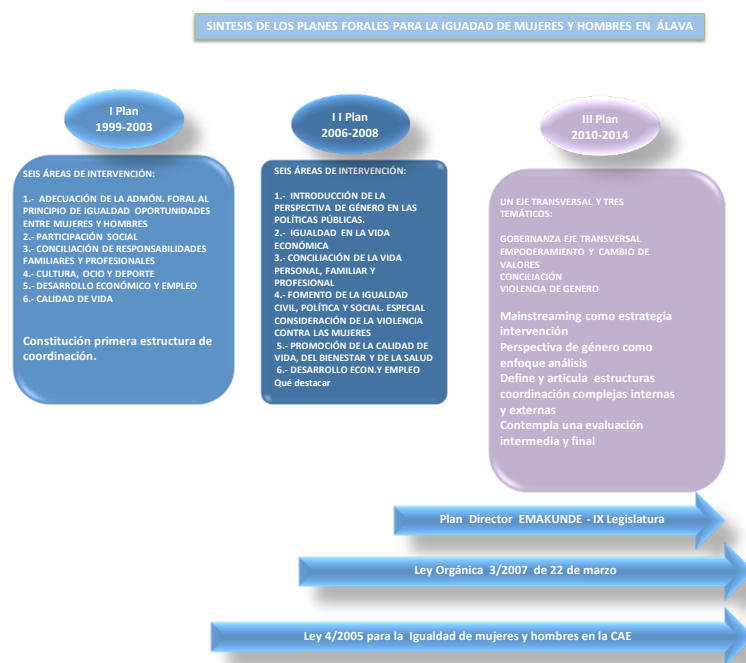 SINTESIS DE LOS PLANES FORALES PARA LA IGUADAD DE MUJERES Y HOMBRES EN ÁLAVA
I Plan
1999-2003
SEIS ÁREAS DE INTERVENCIÓN:
1.- ADECUACIÓN DE LA ADMÓN. FORAL AL
PRINCIPIO DE IGUALDAD OPORTUNIDADES
ENTRE MUJERES Y HOMBRES
2.- PARTICIPACIÓN SOCIAL
3.- CONCILIACIÓN DE RESPONSABILIDADES
FAMILIARES Y PROFESIONALES
4.- CULTURA, OCIO Y DEPORTE
5.- DESARROLLO ECONÓMICO Y EMPLEO
6.- CALIDAD DE VIDA
Constitución primera estructura de
coordinación.
I I Plan
2006-2008
SEIS ÁREAS DE INTERVENCIÓN:
1.- INTRODUCCIÓN DE LA
PERSPECTIVA DE GÉNERO EN LAS
POLÍTICAS PÚBLICAS.
2.- IGUALDAD EN LA VIDA
ECONÓMICA
3.- CONCILIACIÓN DE LA VIDA
PERSONAL, FAMILIAR Y
PROFESIONAL
4.- FOMENTO DE LA IGUALDAD
CIVIL, POLÍTICA Y SOCIAL. ESPECIAL
CONSIDERACIÓN DE LA VIOLENCIA
CONTRA LAS MUJERES
5.- PROMOCIÓN DE LA CALIDAD DE
VIDA, DEL BIENESTAR Y DE LA SALUD
6.- DESARROLLO ECON.Y EMPLEO
Qué destacar
III Plan
2010-2014
UN EJE TRANSVERSAL Y TRES
TEMÁTICOS:
GOBERNANZA EJE TRANSVERSAL
EMPODERAMIENTO Y CAMBIO DE
VALORES
CONCILIACIÓN
VIOLENCIA DE GENERO
Mainstreaming como estrategia
intervención
Perspectiva de género como
enfoque análisis
Define y articula estructuras
coordinación complejas internas
y externas
Contempla una evaluación
intermedia y final
Plan Director EMAKUNDE - IX Legislatura
Ley Orgánica 3/2007 de 22 de marzo
Ley 4/2005 para la Igualdad de mujeres y hombres en la CAE